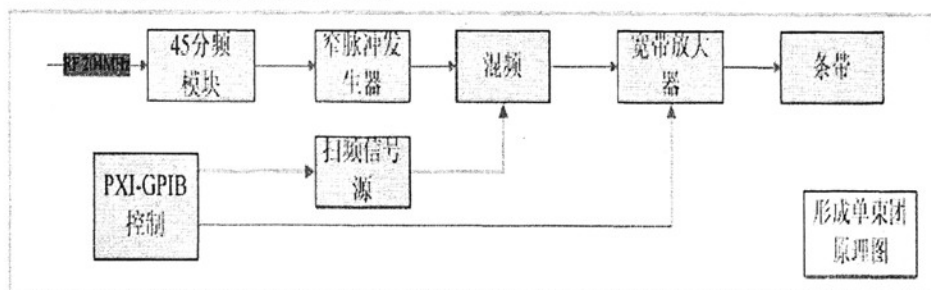 RF 204MHz
45分频
模块
窄脉冲发
生器
混频
宽带放大
器
条带
扫频信号
源
PXI-GPIB
控制
形成单束团
原理图